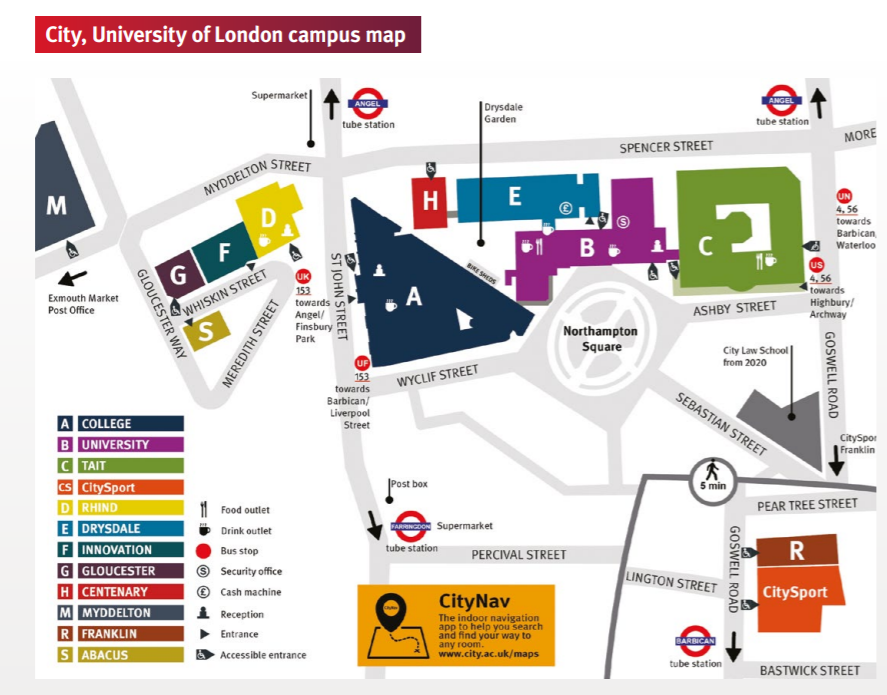 City, University of London campus map
Supermarket
ANGEL
tube station
Drysdale
Garden
ANGEL
tube station
SPENCER STREET
MORE
MYDDELTON STREET
M
H
E
£
D
F
G
S
B
S
C
A
UN
4, 56
towards
Barbican,
Waterloo
US
4, 56
towards
Highbury/
Archway
Exmouth Market
Post Office
GLOUCESTER WAY
WHISKIN STREET
MEREDITH STREET
ST JOHN STREET
UK
153
towards
Angel/
Finsbury
Park
BIKE SHEDS
ASHBY STREET
Northampton
Square
GOSWELL ROAD
City Law School
from 2020
UF
153
towards
Barbican/
Liverpool
Street
WYCLIF STREET
SEBASTIAN STREET
CitySpor
Franklin
A COLLEGE
B UNIVERSITY
C TAIT
CS CitySport
D RHIND
E DRYSDALE
F INNOVATION
G GLOUCESTER
H CENTENARY
M MYDDELTON
R FRANKLIN
S ABACUS
Food outlet
Drink outlet
Bus stop
S Security office
£ Cash machine
Reception
Entrance
Accessible entrance
Post box
FARRINGDON
Supermarket
tube station
PERCIVAL STREET
5 min
PEAR TREE STREET
GOSWELL ROAD
LINGTON STREET
R
CitySport
BARBICAN
tube station
BASTWICK STREET
CityNav
The indoor navigation
app to help you search
and find your way to
any room.
www.city.ac.uk/maps